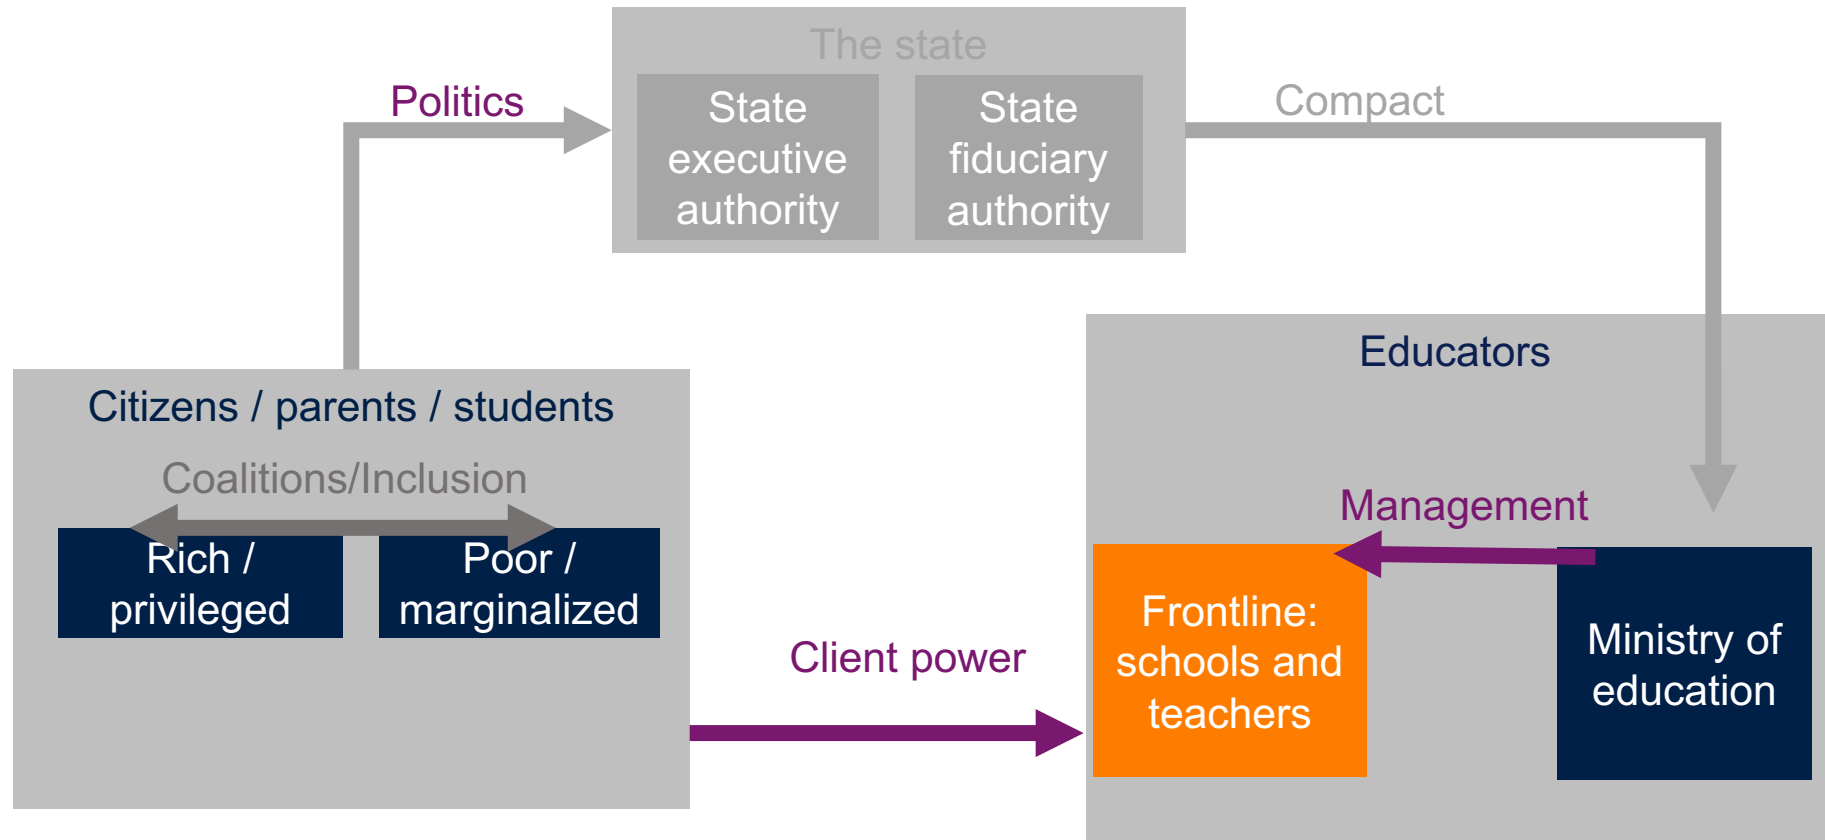 The state
Politics
State
executive
authority
State
fiduciary
authority
Compact
Citizens / parents / students
Coalitions/Inclusion
Rich /
privileged
Poor /
marginalized
Client power
Educators
Management
Frontline:
schools and
teachers
Ministry of
education